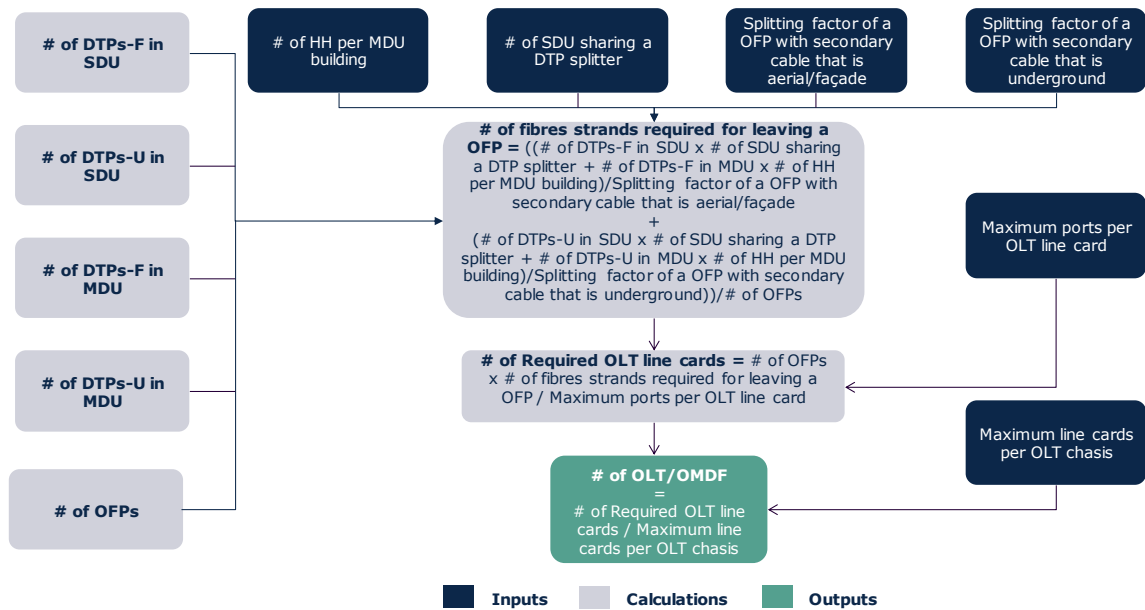 # of DTPs-F in
SDU
# of HH per MDU
building
# of SDU sharing a
DTP splitter
Splitting factor of a
OFP with secondary
cable that is
aerial/façade
Splitting factor of a
OFP with secondary
cable that is
underground
# of DTPs-U in
SDU
# of DTPs-F in
MDU
# of DTPs-U in
MDU
# of OFPs
# of fibres strands required for leaving a
OFP = ((# of DTPs-F in SDU x # of SDU sharing
a DTP splitter + # of DTPs-F in MDU x # of HH
per MDU building)/Splitting factor of a OFP with
secondary cable that is aerial/façade
+
(# of DTPs-U in SDU x # of SDU sharing a DTP
splitter + # of DTPs-U in MDU x # of HH per MDU
building)/Splitting factor of a OFP with secondary
cable that is underground))/# of OFPs
Maximum ports per
OLT line card
# of Required OLT line cards = # of OFPs
x # of fibres strands required for leaving a
OFP / Maximum ports per OLT line card
Maximum line cards
per OLT chasis
# of OLT/OMDF
=
# of Required OLT line
cards / Maximum line
cards per OLT chasis
Inputs Calculations Outputs